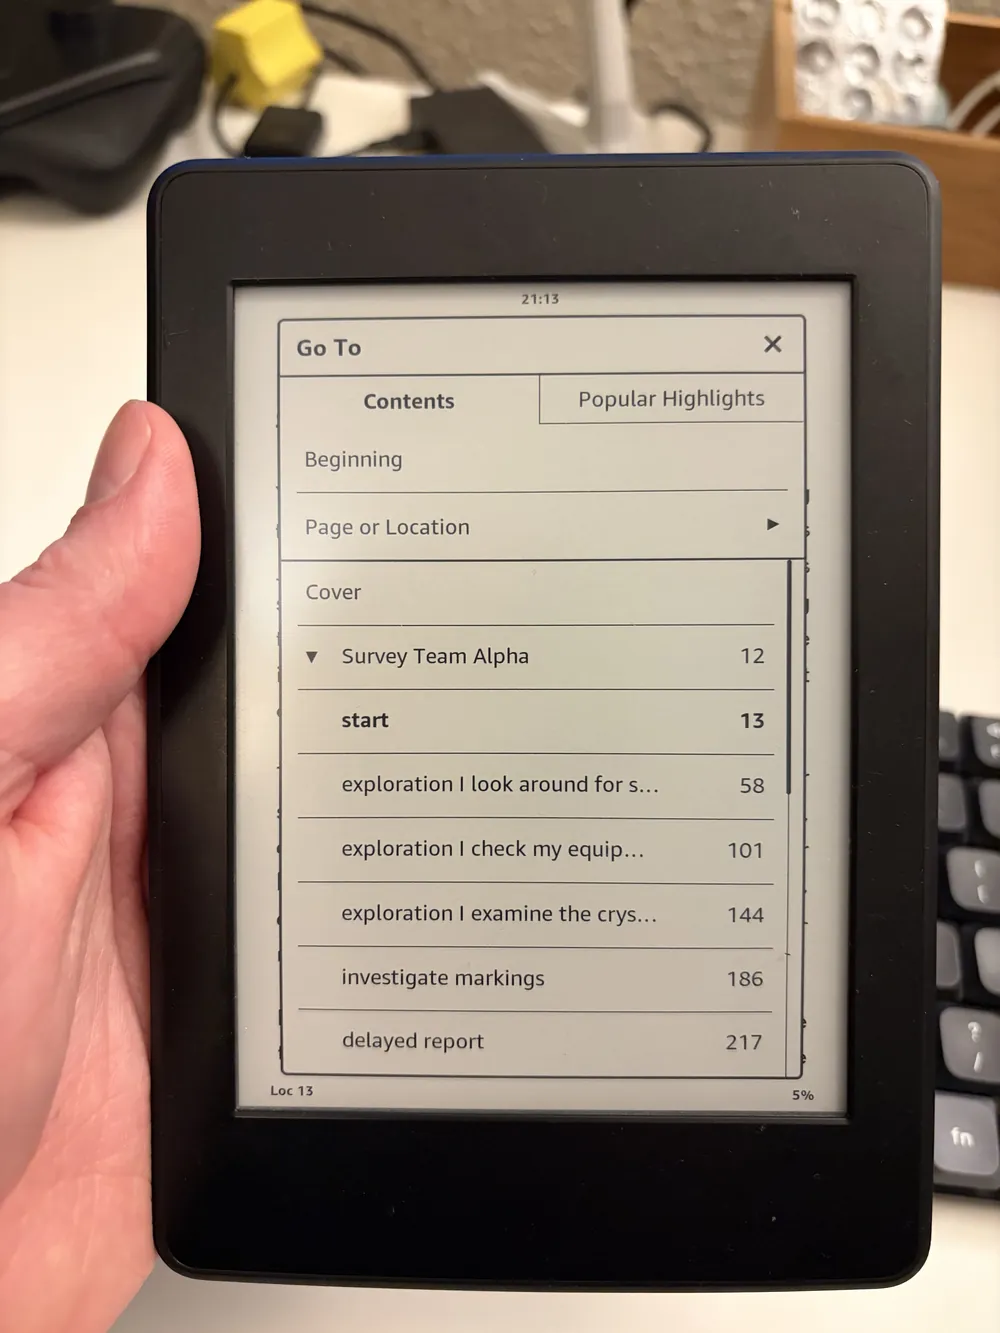 21:13
Go To ✕
Contents Popular Highlights
Beginning
Page or Location ▶
Cover
▼ Survey Team Alpha 12
start 13
exploration I look around for s... 58
exploration I check my equip... 101
exploration I examine the crys... 144
investigate markings 186
delayed report 217
Loc 13 5%
? /
fn